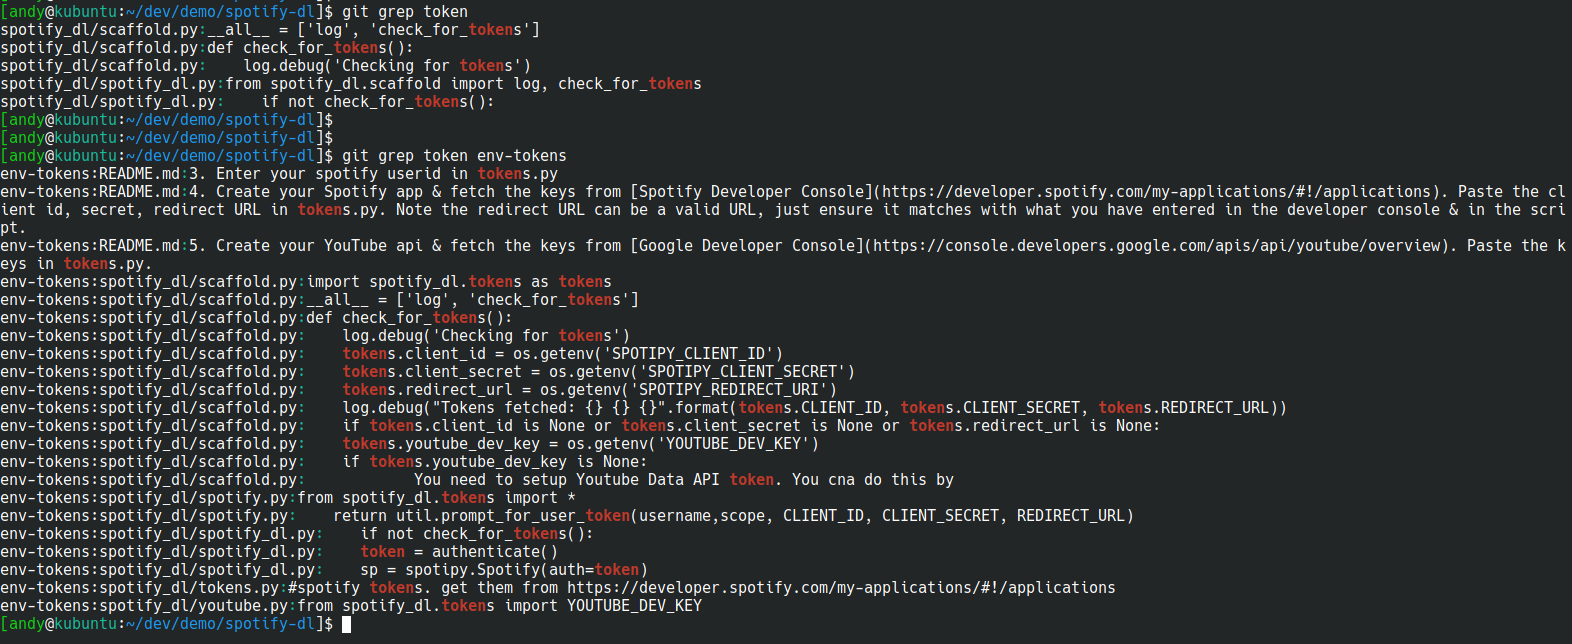 [andy@kubuntu:~/dev/demo/spotify-dl]$ git grep token
spotify_dl/scaffold.py:__all__ = ['log', 'check_for_tokens']
spotify_dl/scaffold.py:def check_for_tokens():
spotify_dl/scaffold.py:    log.debug('Checking for tokens')
spotify_dl/spotify_dl.py:from spotify_dl.scaffold import log, check_for_tokens
spotify_dl/spotify_dl.py:    if not check_for_tokens():
[andy@kubuntu:~/dev/demo/spotify-dl]$
[andy@kubuntu:~/dev/demo/spotify-dl]$
[andy@kubuntu:~/dev/demo/spotify-dl]$ git grep token env-tokens
env-tokens:README.md:3. Enter your spotify userid in tokens.py
env-tokens:README.md:4. Create your Spotify app & fetch the keys from [Spotify Developer Console](https://developer.spotify.com/my-applications/#!/applications). Paste the cl
ient id, secret, redirect URL in tokens.py. Note the redirect URL can be a valid URL, just ensure it matches with what you have entered in the developer console & in the scri
pt.
env-tokens:README.md:5. Create your YouTube api & fetch the keys from [Google Developer Console](https://console.developers.google.com/apis/api/youtube/overview). Paste the k
eys in tokens.py.
env-tokens:spotify_dl/scaffold.py:import spotify_dl.tokens as tokens
env-tokens:spotify_dl/scaffold.py:__all__ = ['log', 'check_for_tokens']
env-tokens:spotify_dl/scaffold.py:def check_for_tokens():
env-tokens:spotify_dl/scaffold.py:    log.debug('Checking for tokens')
env-tokens:spotify_dl/scaffold.py:    tokens.client_id = os.getenv('SPOTIPY_CLIENT_ID')
env-tokens:spotify_dl/scaffold.py:    tokens.client_secret = os.getenv('SPOTIPY_CLIENT_SECRET')
env-tokens:spotify_dl/scaffold.py:    tokens.redirect_url = os.getenv('SPOTIPY_REDIRECT_URI')
env-tokens:spotify_dl/scaffold.py:    log.debug("Tokens fetched: {} {} {}".format(tokens.CLIENT_ID, tokens.CLIENT_SECRET, tokens.REDIRECT_URL))
env-tokens:spotify_dl/scaffold.py:    if tokens.client_id is None or tokens.client_secret is None or tokens.redirect_url is None:
env-tokens:spotify_dl/scaffold.py:    tokens.youtube_dev_key = os.getenv('YOUTUBE_DEV_KEY')
env-tokens:spotify_dl/scaffold.py:    if tokens.youtube_dev_key is None:
env-tokens:spotify_dl/scaffold.py:            You need to setup Youtube Data API token. You cna do this by
env-tokens:spotify_dl/spotify.py:from spotify_dl.tokens import *
env-tokens:spotify_dl/spotify.py:    return util.prompt_for_user_token(username,scope, CLIENT_ID, CLIENT_SECRET, REDIRECT_URL)
env-tokens:spotify_dl/spotify_dl.py:    if not check_for_tokens():
env-tokens:spotify_dl/spotify_dl.py:    token = authenticate()
env-tokens:spotify_dl/spotify_dl.py:    sp = spotipy.Spotify(auth=token)
env-tokens:spotify_dl/tokens.py:#spotify tokens. get them from https://developer.spotify.com/my-applications/#!/applications
env-tokens:spotify_dl/youtube.py:from spotify_dl.tokens import YOUTUBE_DEV_KEY
[andy@kubuntu:~/dev/demo/spotify-dl]$